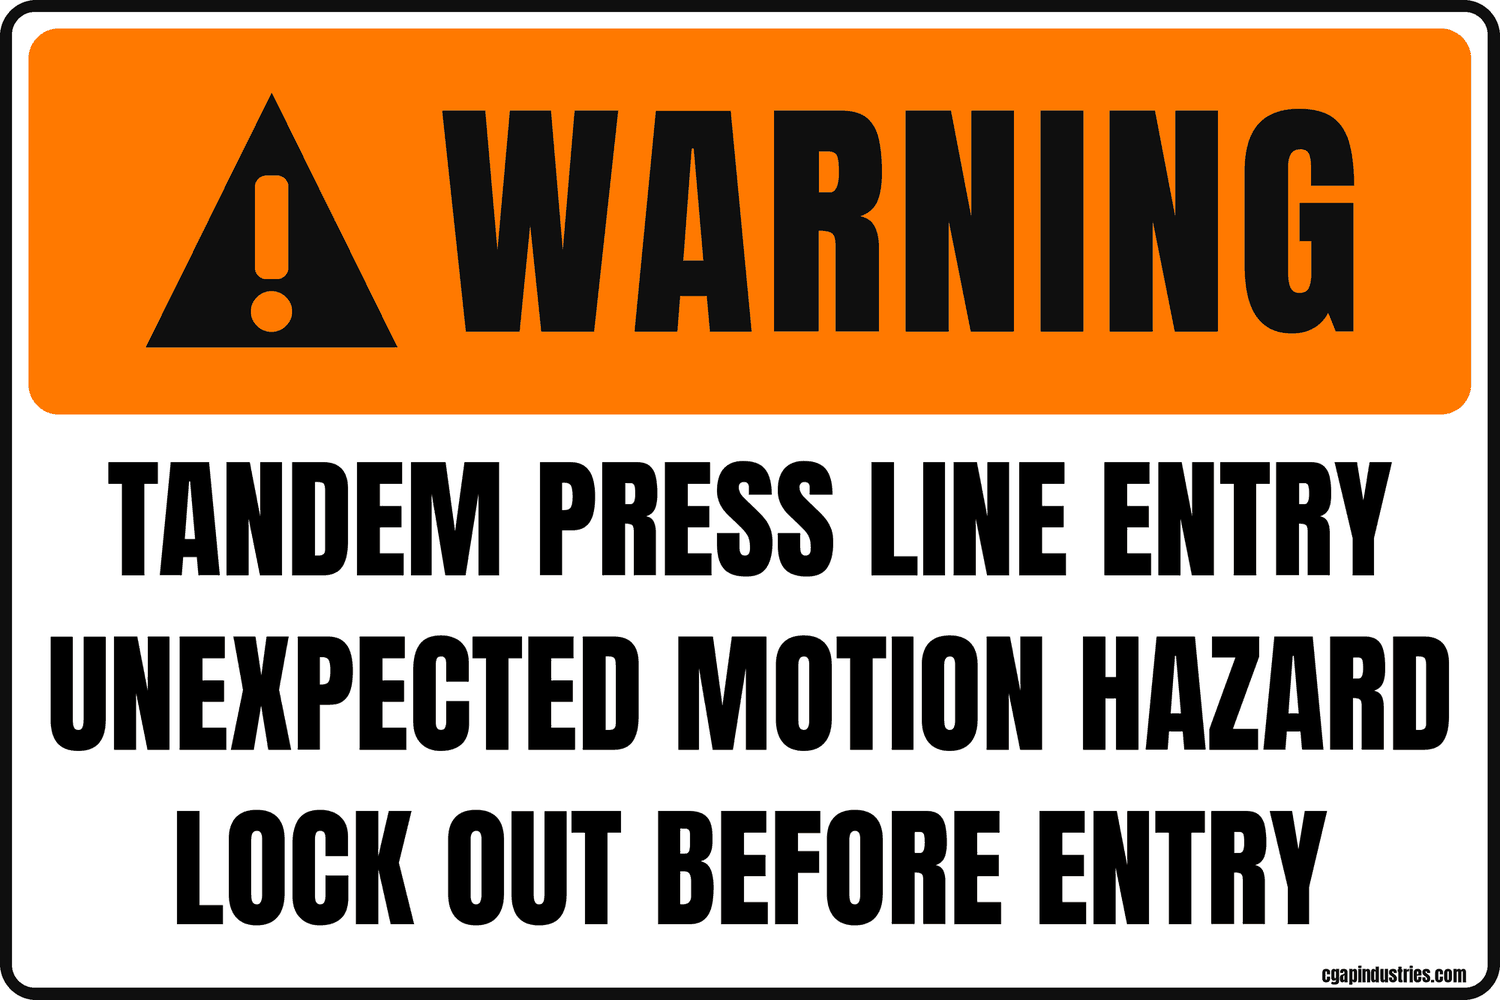 WARNING
TANDEM PRESS LINE ENTRY
UNEXPECTED MOTION HAZARD
LOCK OUT BEFORE ENTRY
cgapindustries.com